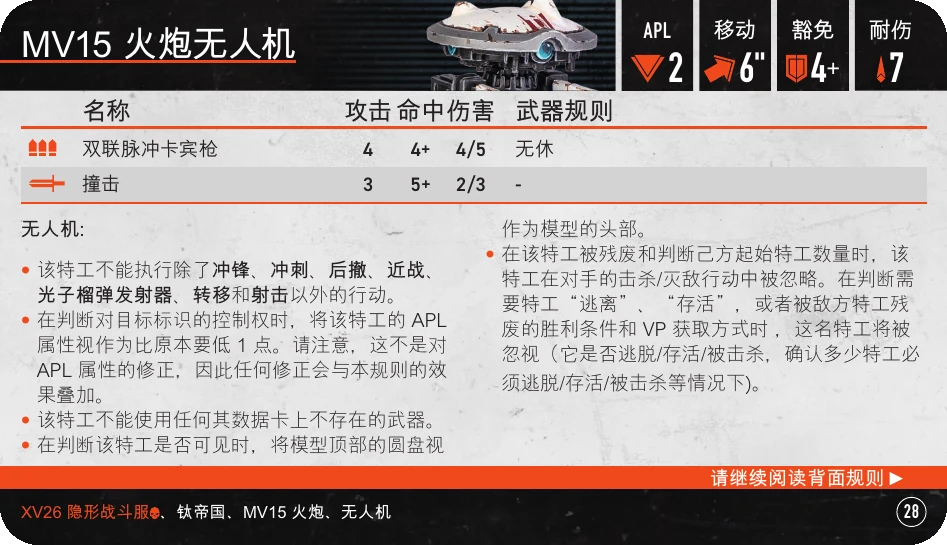 MV15 火炮无人机
APL 移动 豁免 耐伤
2 6" 4+ 7
名称 攻击 命中 伤害 武器规则
双联脉冲卡宾枪 4 4+ 4/5 无休
撞击 3 5+ 2/3 -
无人机:
• 该特工不能执行除了冲锋、冲刺、后撤、近战、
光子榴弹发射器、转移和射击以外的行动。
• 在判断对目标标识的控制权时，将该特工的 APL
属性视作为比原本要低 1 点。请注意，这不是对
APL 属性的修正，因此任何修正会与本规则的效
果叠加。
• 该特工不能使用任何其数据卡上不存在的武器。
• 在判断该特工是否可见时，将模型顶部的圆盘视
作为模型的头部。
• 在该特工被残废和判断己方起始特工数量时，该
特工在对手的击杀/灭敌行动中被忽略。在判断需
要特工“逃离”、“存活”，或者被敌方特工残
废的胜利条件和 VP 获取方式时，这名特工将被
忽视（它是否逃脱/存活/被击杀，确认多少特工必
须逃脱/存活/被击杀等情况下)。
请继续阅读背面规则 ▶
XV26 隐形战斗服、钛帝国、MV15 火炮、无人机
28